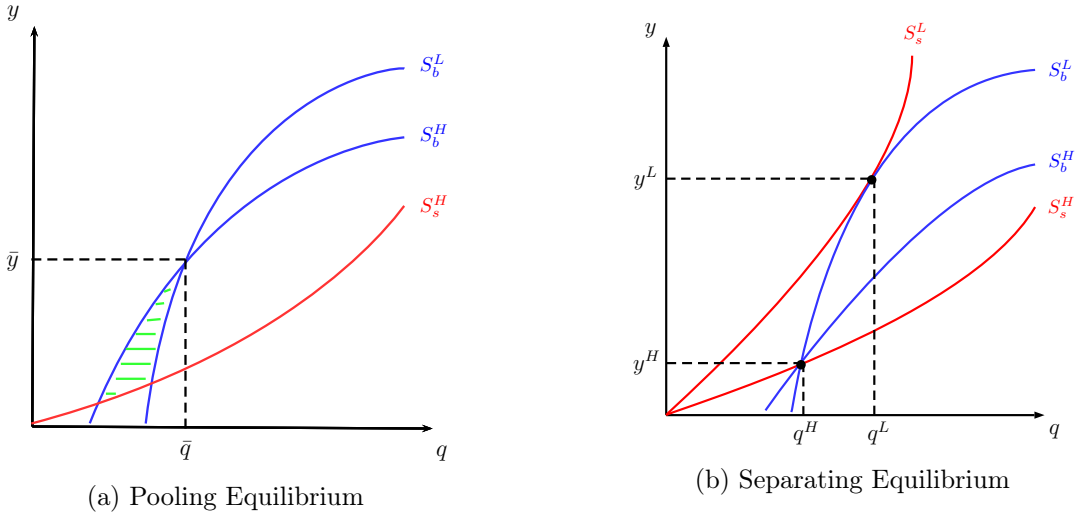 y
S_b^L
S_b^H
S_s^H
ȳ
q̄
q
(a) Pooling Equilibrium
y
S_s^L
S_b^L
S_b^H
S_s^H
y^L
y^H
q^H
q^L
q
(b) Separating Equilibrium